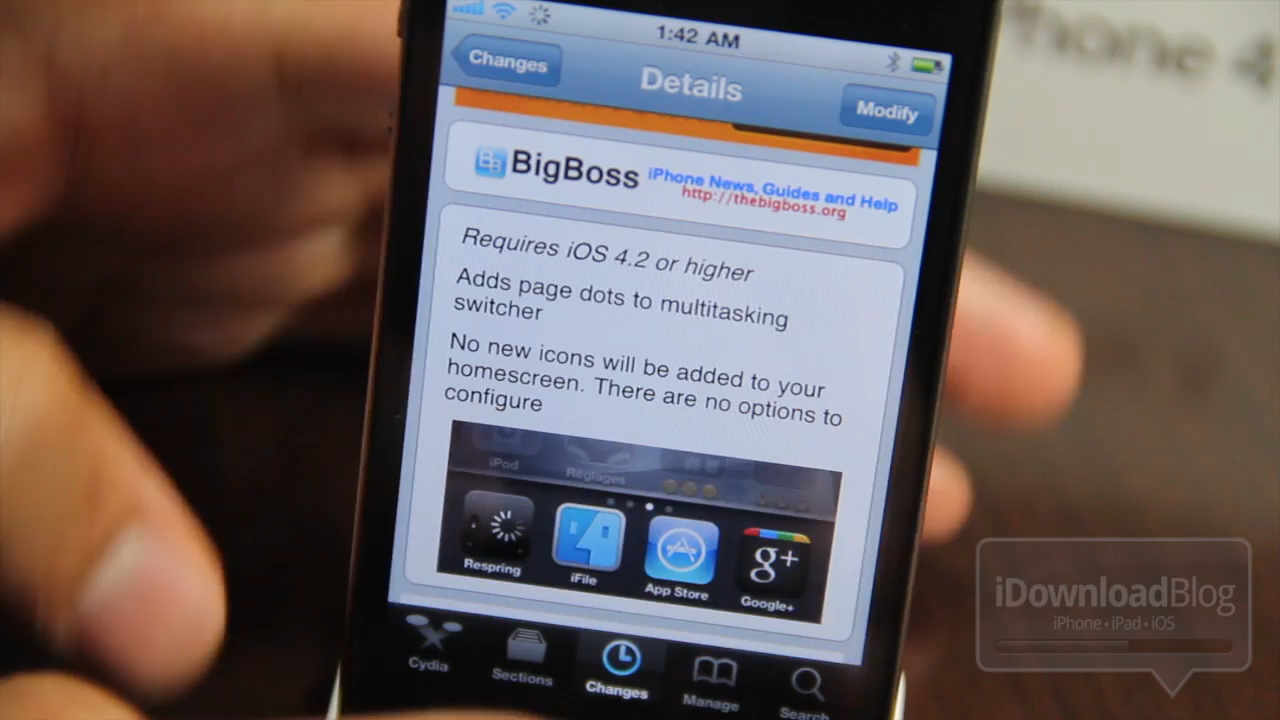 1:42 AM
Changes
Details
Modify
BigBoss
iPhone News, Guides and Help
http://thebigboss.org
Requires iOS 4.2 or higher
Adds page dots to multitasking
switcher
No new icons will be added to your
homescreen. There are no options to
configure
iPod
Réglages
Respring
iFile
App Store
g+
Google+
Cydia
Sections
Changes
Manage
Search
iDownloadBlog
iPhone • iPad • iOS